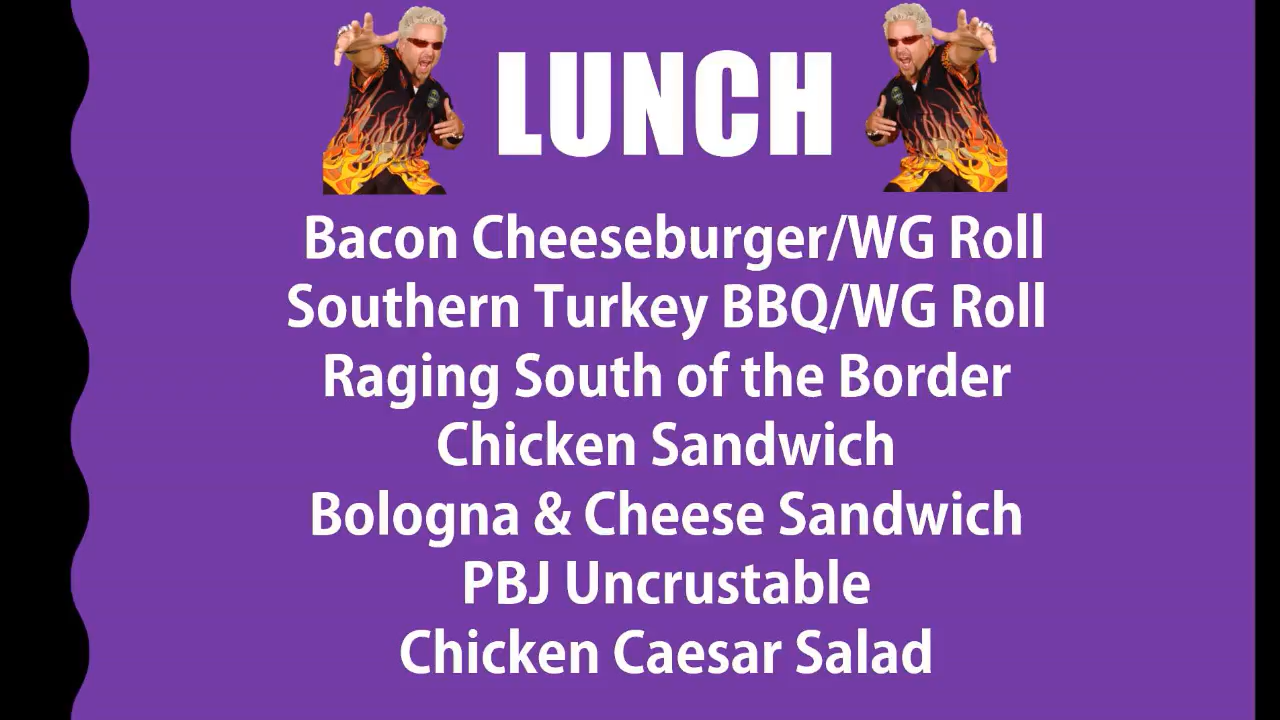 LUNCH
Bacon Cheeseburger/WG Roll
Southern Turkey BBQ/WG Roll
Raging South of the Border
Chicken Sandwich
Bologna & Cheese Sandwich
PBJ Uncrustable
Chicken Caesar Salad